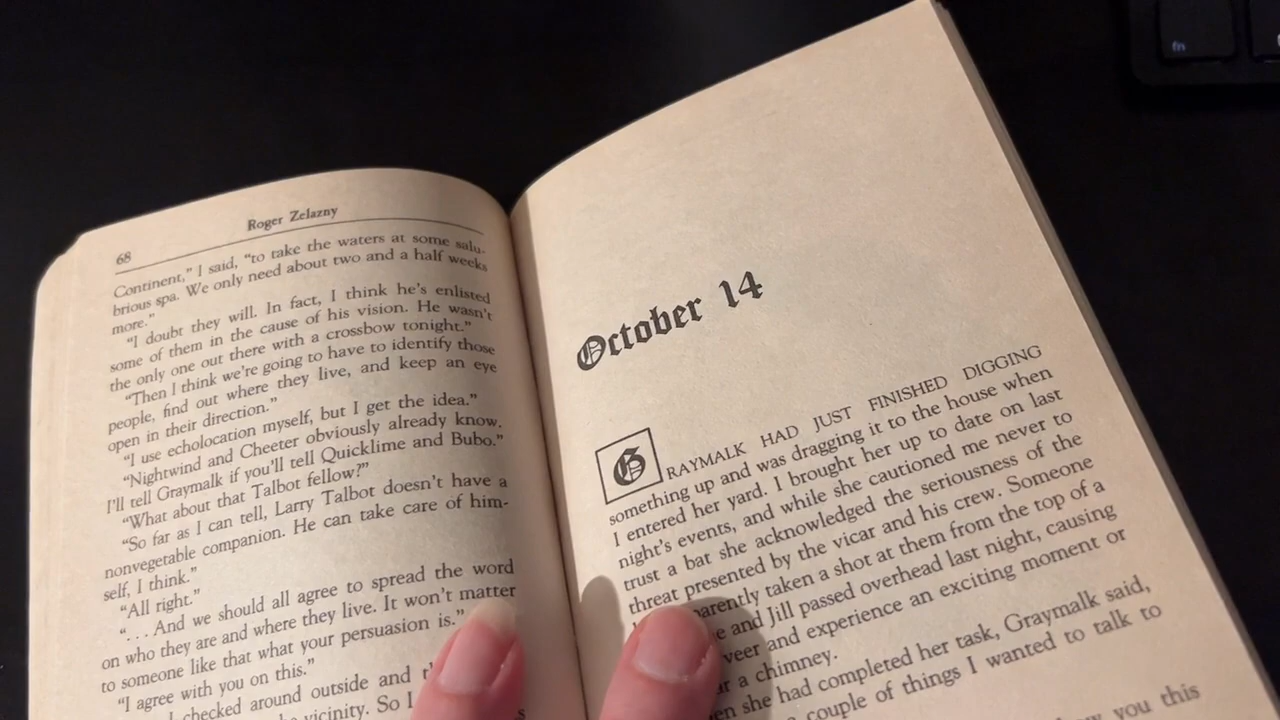 68
Roger Zelazny
Continent,” I said, “to take the waters at some salu-
brious spa. We only need about two and a half weeks
more.”
“I doubt they will. In fact, I think he’s enlisted
some of them in the cause of his vision. He wasn’t
the only one out there with a crossbow tonight.”
“Then I think we’re going to have to identify those
people, find out where they live, and keep an eye
open in their direction.”
“I use echolocation myself, but I get the idea.”
“Nightwind and Cheeter obviously already know.
I’ll tell Graymalk if you’ll tell Quicklime and Bubo.”
“What about that Talbot fellow?”
“So far as I can tell, Larry Talbot doesn’t have a
nonvegetable companion. He can take care of him-
self, I think.”
“All right.”
“. . . And we should all agree to spread the word
on who they are and where they live. It won’t matter
to someone like that what your persuasion is.”
“I agree with you on this.”
checked around outside and
vicinity. So I
October 14
GRAYMALK HAD JUST FINISHED DIGGING
something up and was dragging it to the house when
I entered her yard. I brought her up to date on last
night’s events, and while she cautioned me never to
trust a bat she acknowledged the seriousness of the
threat presented by the vicar and his crew. Someone
taken a shot at them from the top of a
and Jill passed overhead last night, causing
and experience an exciting moment or
a chimney.
she had completed her task, Graymalk said,
couple of things I wanted to talk to
you this
fn